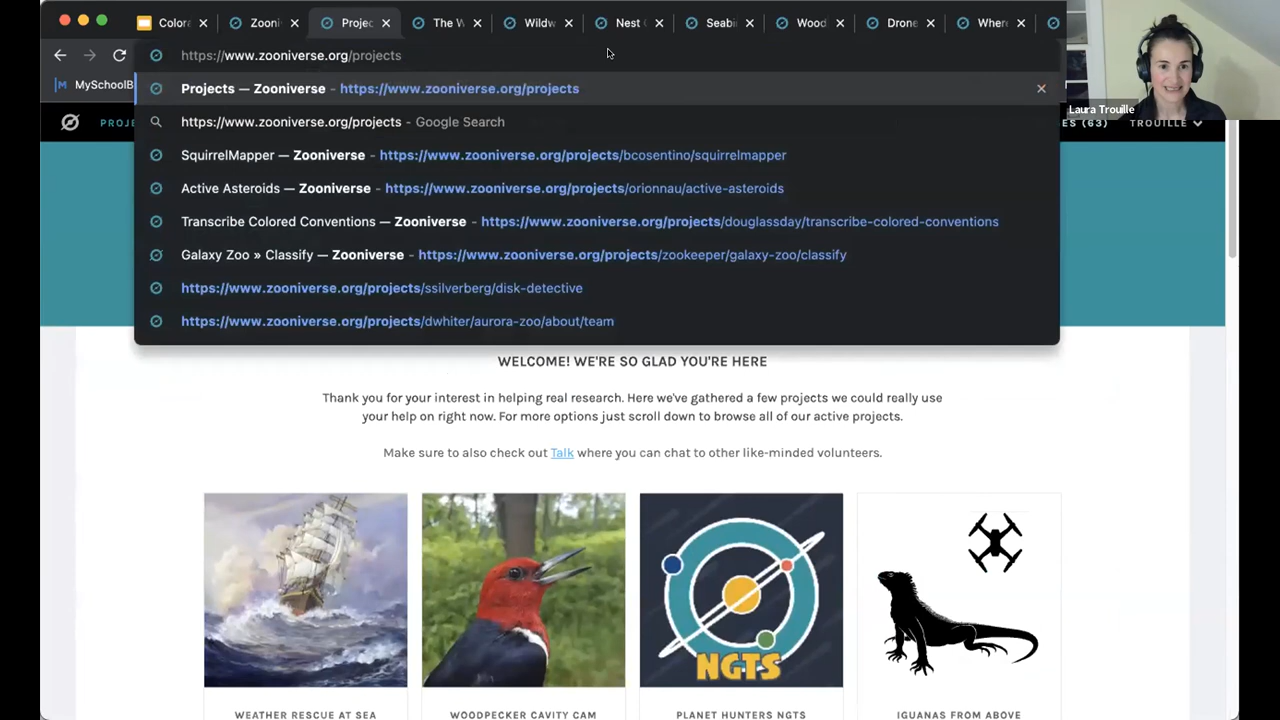 Colora
Zooni
Projec
The W
Wildw
Nest
Seabi
Wood
Drone
Where
https://www.zooniverse.org/projects
MySchoolB
Projects — Zooniverse - https://www.zooniverse.org/projects
https://www.zooniverse.org/projects - Google Search
SquirrelMapper — Zooniverse - https://www.zooniverse.org/projects/bcosentino/squirrelmapper
Active Asteroids — Zooniverse - https://www.zooniverse.org/projects/orionnau/active-asteroids
Transcribe Colored Conventions — Zooniverse - https://www.zooniverse.org/projects/douglassday/transcribe-colored-conventions
Galaxy Zoo » Classify — Zooniverse - https://www.zooniverse.org/projects/zookeeper/galaxy-zoo/classify
https://www.zooniverse.org/projects/ssilverberg/disk-detective
https://www.zooniverse.org/projects/dwhiter/aurora-zoo/about/team
Laura Trouille
PROJE
ES (63)
TROUILLE
WELCOME! WE'RE SO GLAD YOU'RE HERE
Thank you for your interest in helping real research. Here we've gathered a few projects we could really use
your help on right now. For more options just scroll down to browse all of our active projects.
Make sure to also check out Talk where you can chat to other like-minded volunteers.
NGTS
WEATHER RESCUE AT SEA
WOODPECKER CAVITY CAM
PLANET HUNTERS NGTS
IGUANAS FROM ABOVE